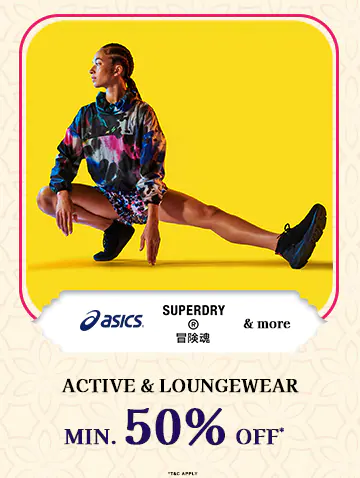 asics.
SUPERDRY
®
冒険魂
& more
ACTIVE & LOUNGEWEAR
MIN. 50% OFF*
*T&C APPLY